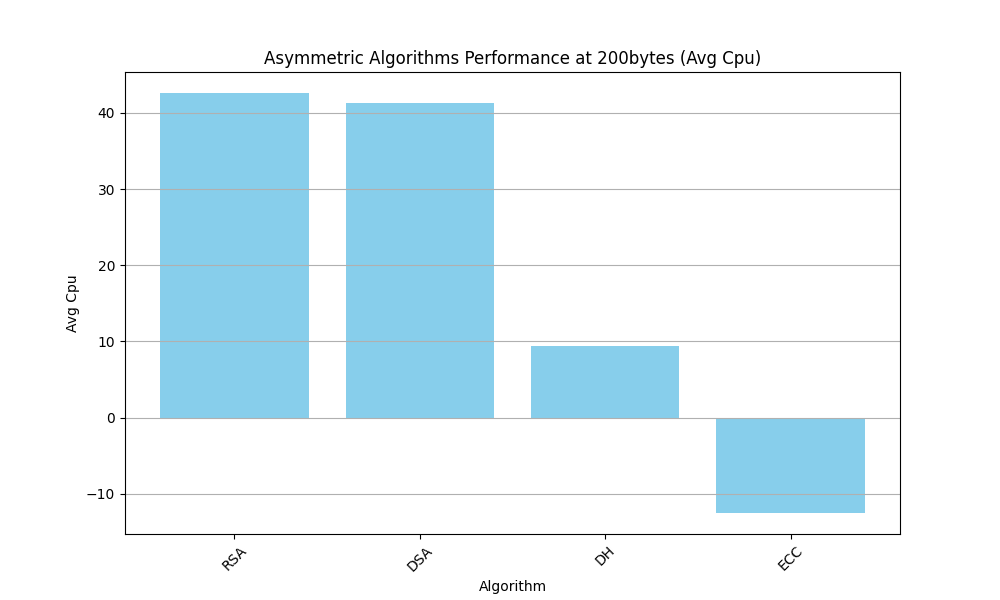 Asymmetric Algorithms Performance at 200bytes (Avg Cpu)
40
30
20
10
0
−10
Avg Cpu
RSA
DSA
DH
ECC
Algorithm